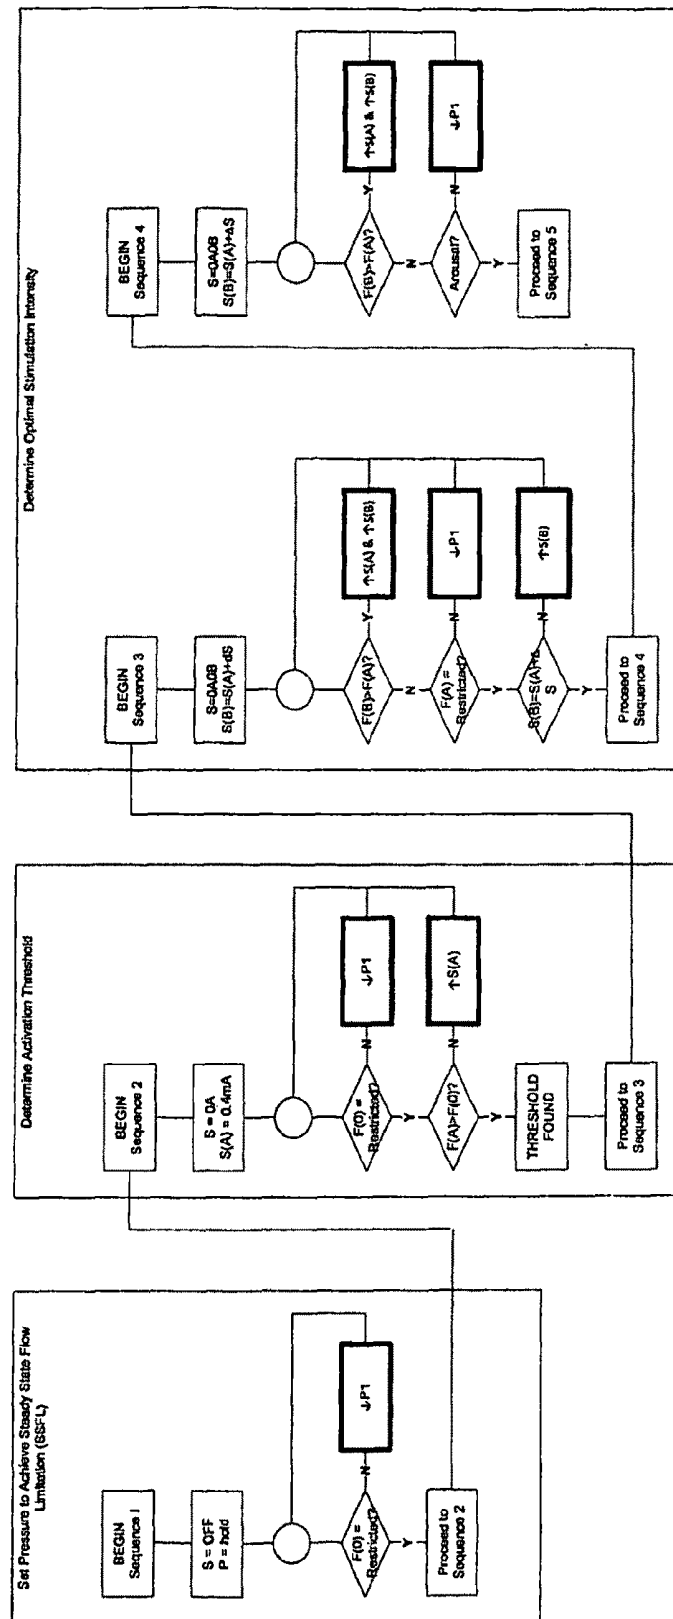 Set Pressure to Achieve Steady State Flow
Limitation (SSFL)
BEGIN
Sequence 1
S = OFF
P = hold
F(0) =
Restricted?
N
↓P1
Y
Proceed to
Sequence 2
Determine Activation Threshold
BEGIN
Sequence 2
S = 0A
S(A) = 0.4mA
F(0) =
Restricted?
N
↓P1
Y
F(A)>F(0)?
N
↑S(A)
Y
THRESHOLD
FOUND
Proceed to
Sequence 3
Determine Optimal Stimulation Intensity
BEGIN
Sequence 3
S=0A0B
S(B)=S(A)+dS
F(B)>F(A)?
Y
↑S(A) & ↑S(B)
N
F(A) =
Restricted?
N
↓P1
Y
S(B)=S(A)+Δ
S
N
↑S(B)
Y
Proceed to
Sequence 4
BEGIN
Sequence 4
S=0A0B
S(B)=S(A)+ΔS
F(B)>F(A)?
Y
↑S(A) & ↑S(B)
N
Arousal?
N
↓P1
Y
Proceed to
Sequence 5